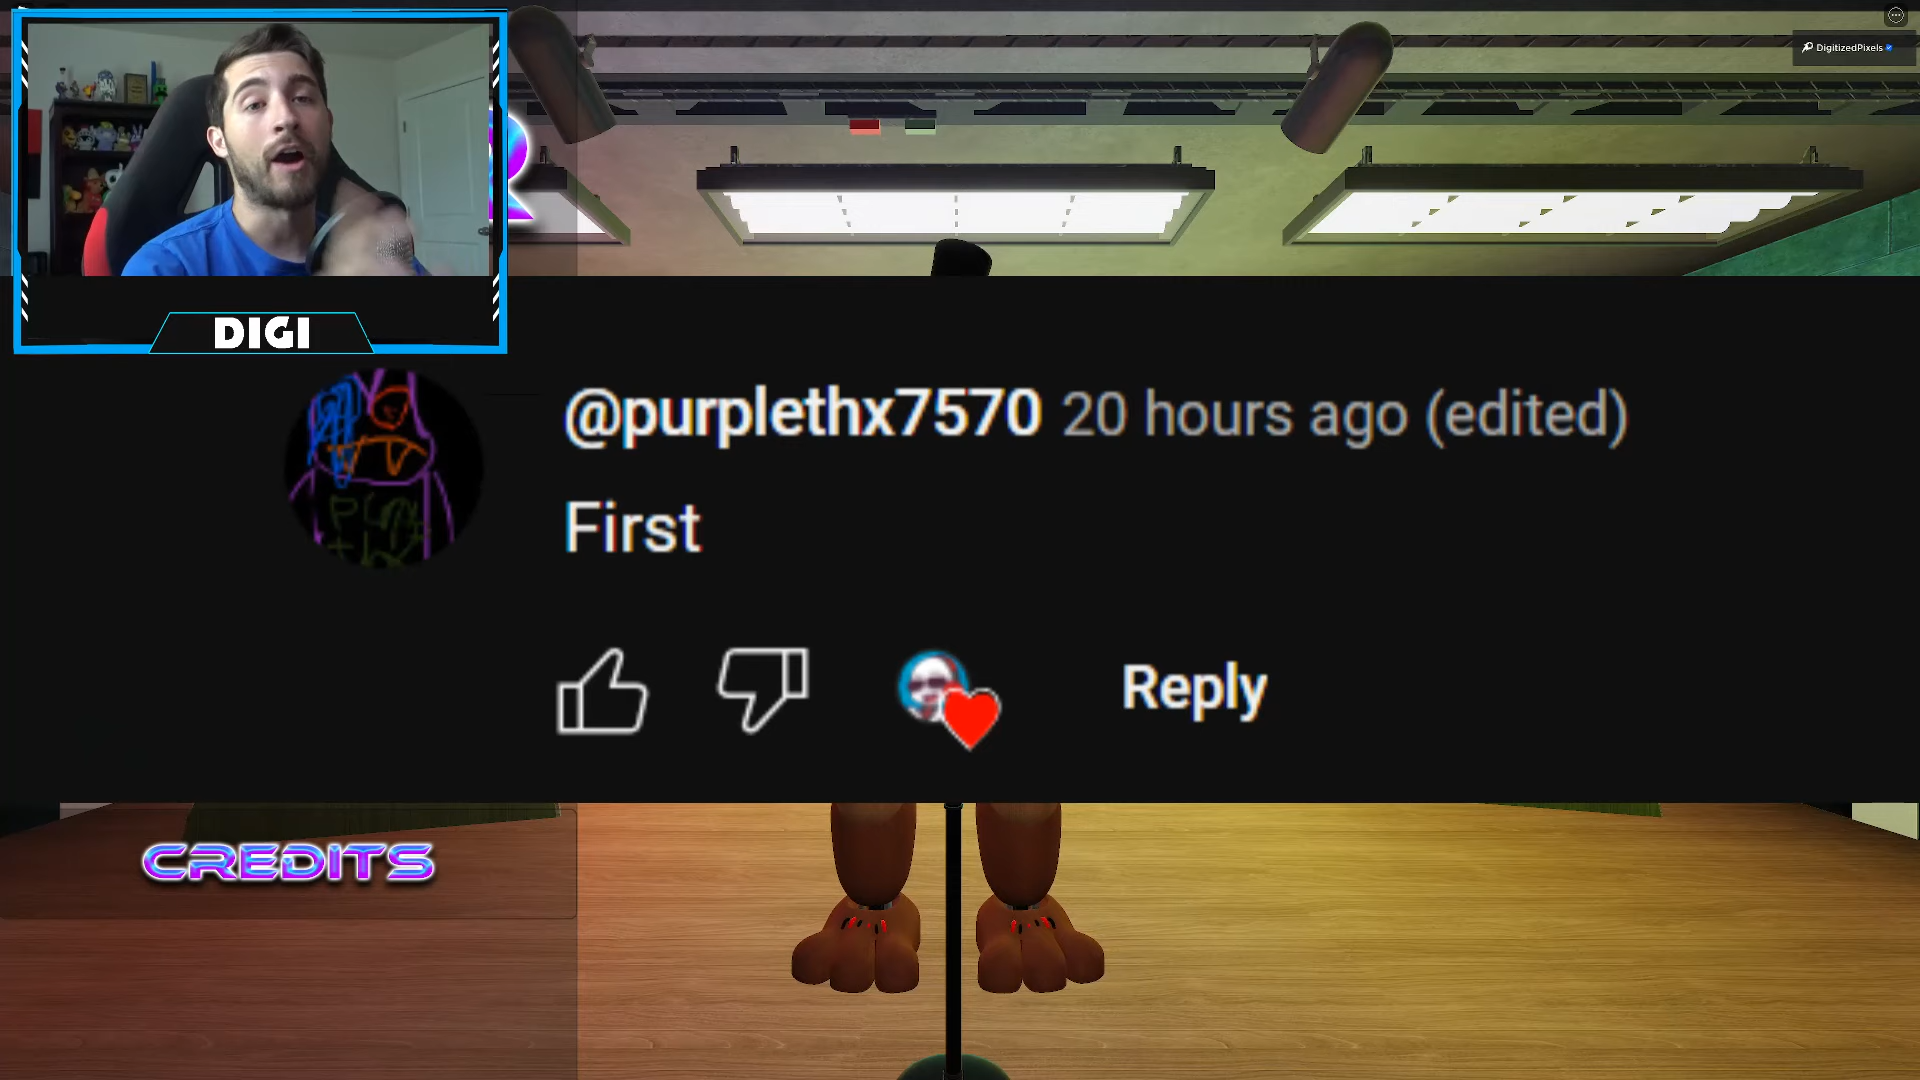 DigitizedPixels
R
DIGI
@purplethx7570 20 hours ago (edited)
First
Reply
CREDITS